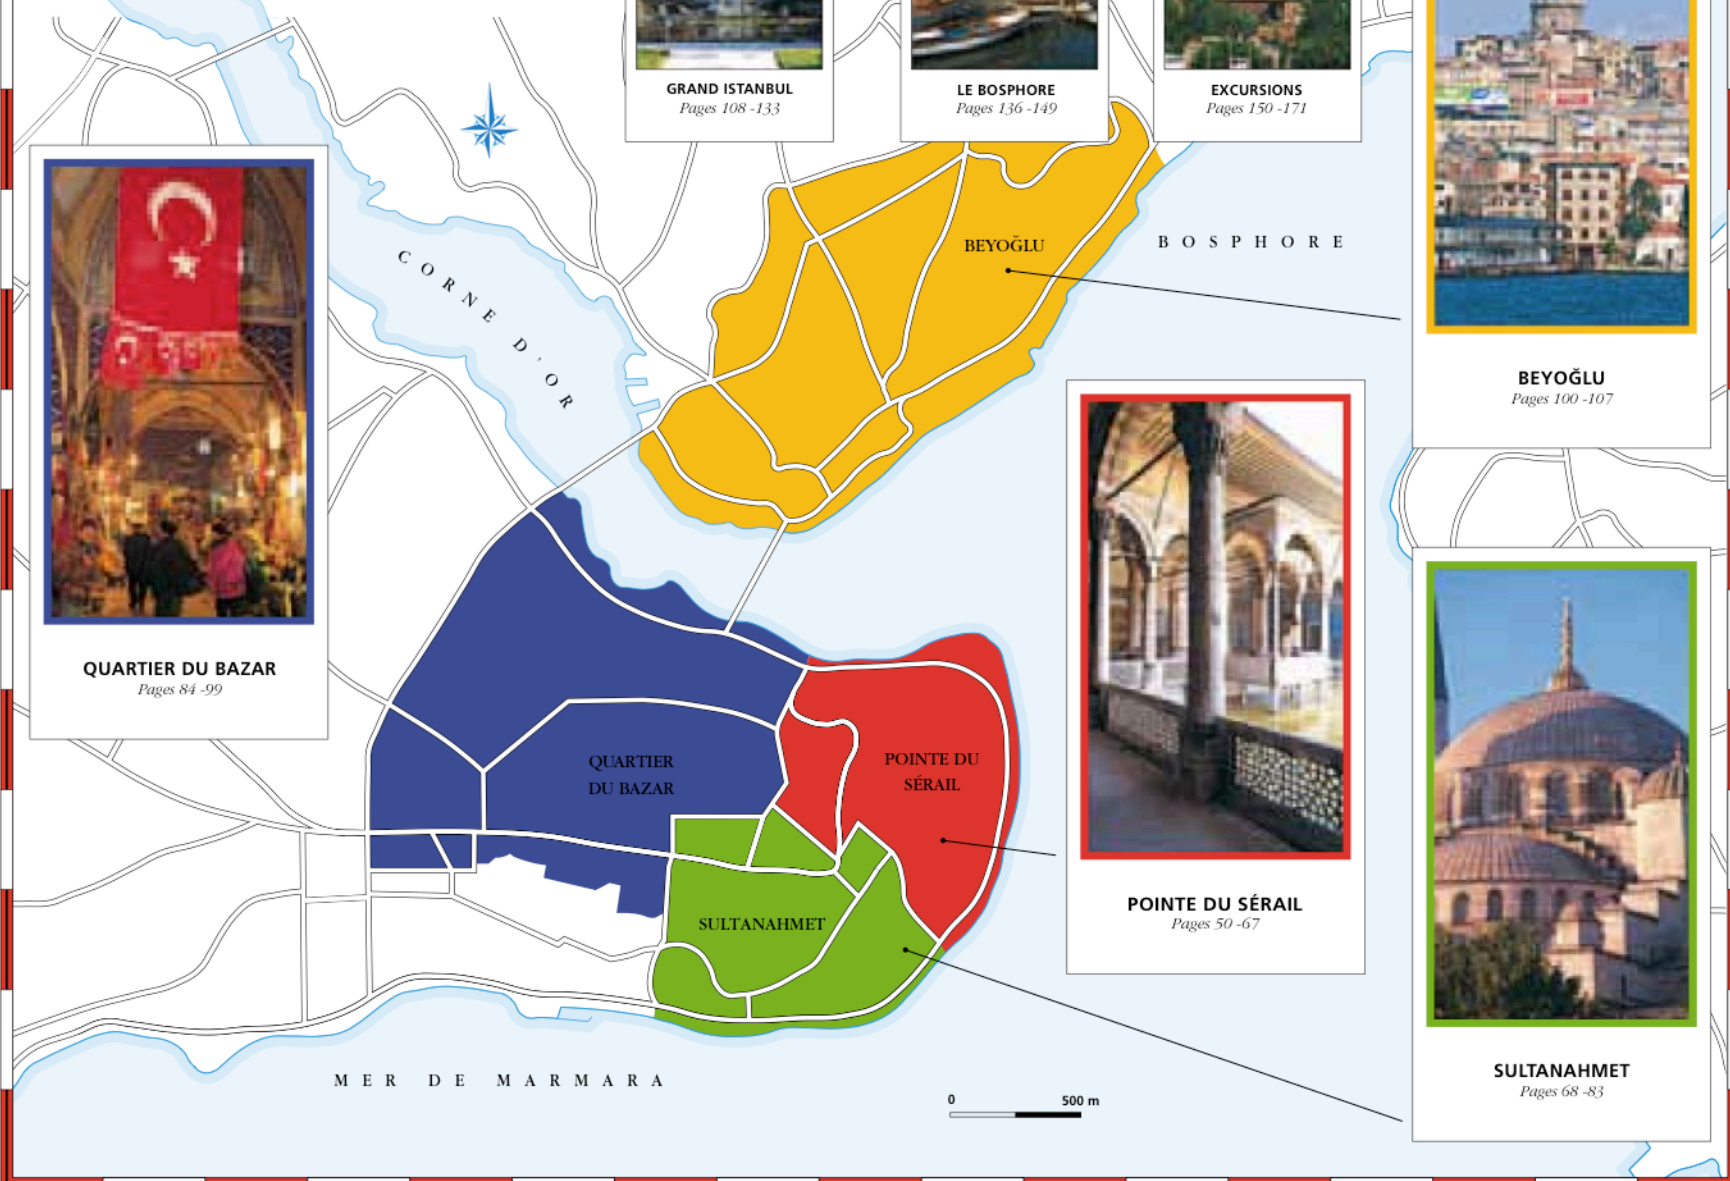 GRAND ISTANBUL
Pages 108 -133
LE BOSPHORE
Pages 136 -149
EXCURSIONS
Pages 150 -171
BEYOĞLU
BOSPHORE
CORNE D'OR
BEYOĞLU
Pages 100 -107
QUARTIER DU BAZAR
Pages 84 -99
QUARTIER
DU BAZAR
POINTE DU
SÉRAIL
POINTE DU SÉRAIL
Pages 50 -67
SULTANAHMET
SULTANAHMET
Pages 68 -83
MER DE MARMARA
0 500 m